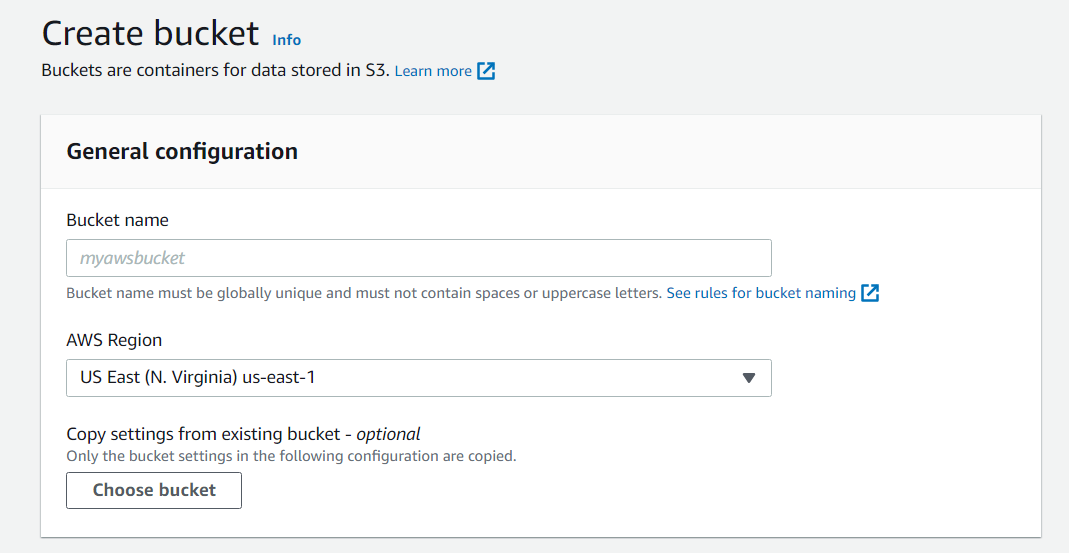 Create bucket Info
Buckets are containers for data stored in S3. Learn more
General configuration
Bucket name
myawsbucket
Bucket name must be globally unique and must not contain spaces or uppercase letters. See rules for bucket naming
AWS Region
US East (N. Virginia) us-east-1
Copy settings from existing bucket - optional
Only the bucket settings in the following configuration are copied.
Choose bucket